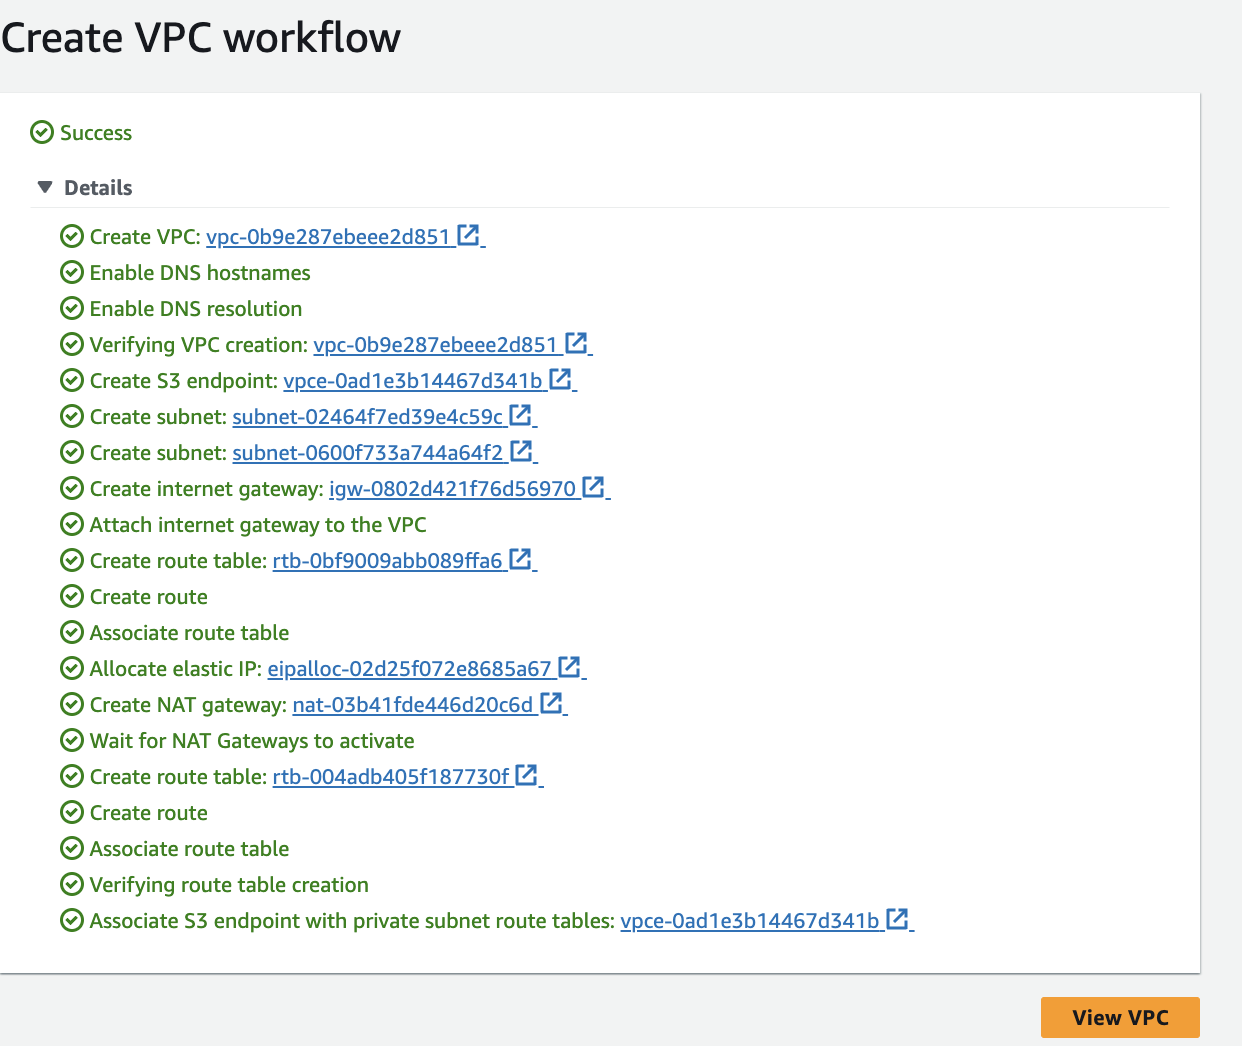 Create VPC workflow
Success
Details
Create VPC: vpc-0b9e287ebeee2d851
Enable DNS hostnames
Enable DNS resolution
Verifying VPC creation: vpc-0b9e287ebeee2d851
Create S3 endpoint: vpce-0ad1e3b14467d341b
Create subnet: subnet-02464f7ed39e4c59c
Create subnet: subnet-0600f733a744a64f2
Create internet gateway: igw-0802d421f76d56970
Attach internet gateway to the VPC
Create route table: rtb-0bf9009abb089ffa6
Create route
Associate route table
Allocate elastic IP: eipalloc-02d25f072e8685a67
Create NAT gateway: nat-03b41fde446d20c6d
Wait for NAT Gateways to activate
Create route table: rtb-004adb405f187730f
Create route
Associate route table
Verifying route table creation
Associate S3 endpoint with private subnet route tables: vpce-0ad1e3b14467d341b
View VPC